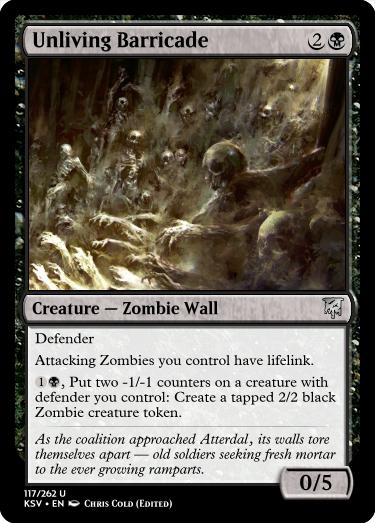 Unliving Barricade 2
Creature — Zombie Wall
Defender
Attacking Zombies you control have lifelink.
1, Put two -1/-1 counters on a creature with
defender you control: Create a tapped 2/2 black
Zombie creature token.
As the coalition approached Atterdal, its walls tore
themselves apart — old soldiers seeking fresh mortar
to the ever growing ramparts.
0/5
117/262 U
KSV • EN Chris Cold (Edited)